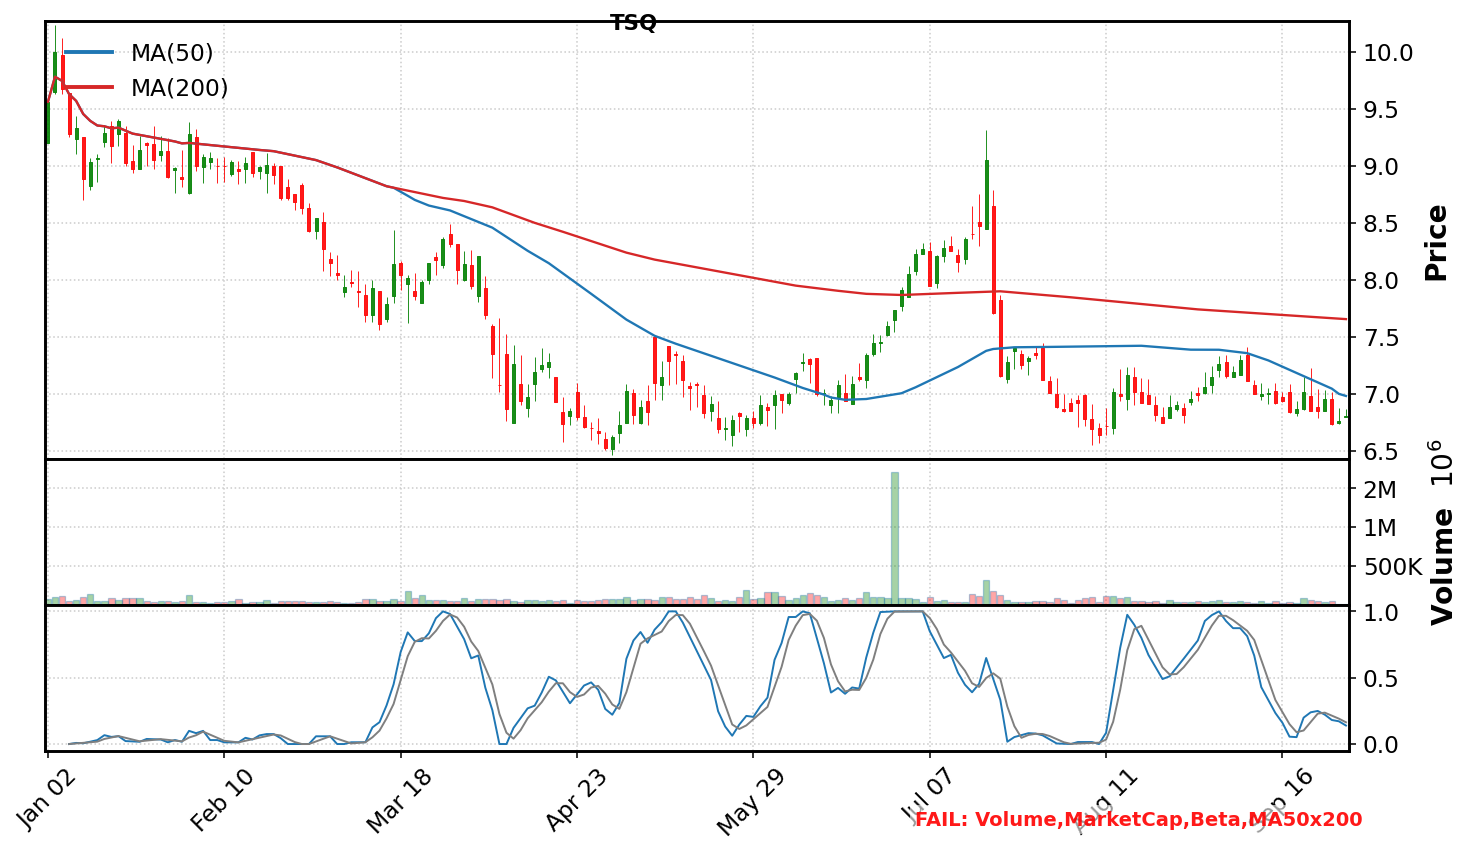 TSQ
MA(50)
MA(200)
10.0
9.5
9.0
8.5
8.0
7.5
7.0
6.5
Price
2M
1M
500K
Volume 10^6
1.0
0.5
0.0
Jan 02
Feb 10
Mar 18
Apr 23
May 29
Jul 07
Aug 11
Sep 16
FAIL: Volume,MarketCap,Beta,MA50x200